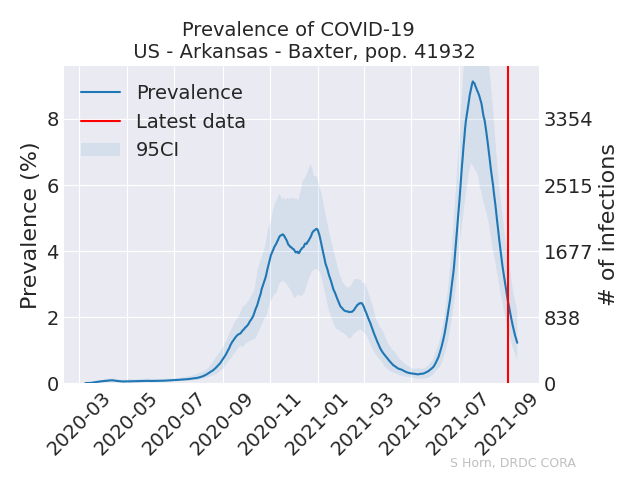 Prevalence of COVID-19
US - Arkansas - Baxter, pop. 41932
Prevalence
Latest data
95CI
Prevalence (%)
8
6
4
2
0
# of infections
3354
2515
1677
838
0
2020-03
2020-05
2020-07
2020-09
2020-11
2021-01
2021-03
2021-05
2021-07
2021-09
S Horn, DRDC CORA